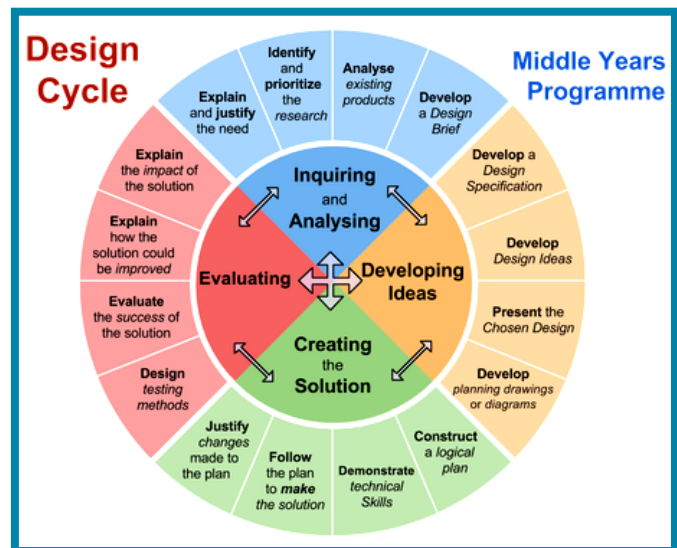 Design
Cycle
Middle Years
Programme
Explain
and justify
the need
Identify
and
prioritize
the
research
Analyse
existing
products
Develop
a Design
Brief
Develop a
Design
Specification
Develop
Design Ideas
Present the
Chosen Design
Develop
planning drawings
or diagrams
Construct
a logical
plan
Demonstrate
technical
Skills
Follow
the plan
to make
the solution
Justify
changes
made to
the plan
Design
testing
methods
Evaluate
the success of
the solution
Explain
how the
solution could
be improved
Explain
the impact of
the solution
Inquiring
and
Analysing
Developing
Ideas
Creating
the
Solution
Evaluating